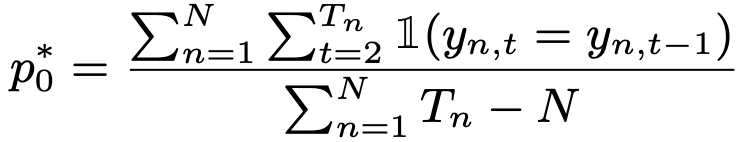 p_0^* = \frac{\sum_{n=1}^{N} \sum_{t=2}^{T_n} \mathbb{1}(y_{n,t} = y_{n,t-1})}{\sum_{n=1}^{N} T_n - N}